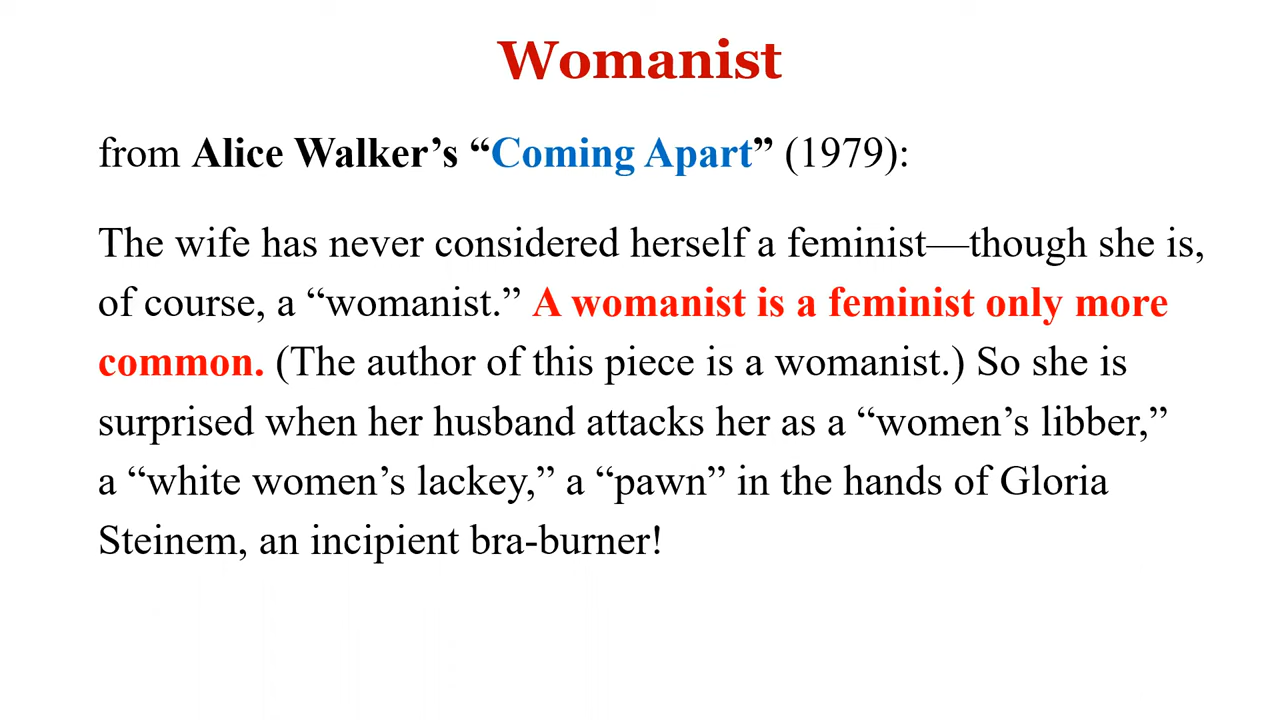 Womanist
from Alice Walker’s “Coming Apart” (1979):
The wife has never considered herself a feminist—though she is,
of course, a “womanist.” A womanist is a feminist only more
common. (The author of this piece is a womanist.) So she is
surprised when her husband attacks her as a “women’s libber,”
a “white women’s lackey,” a “pawn” in the hands of Gloria
Steinem, an incipient bra-burner!